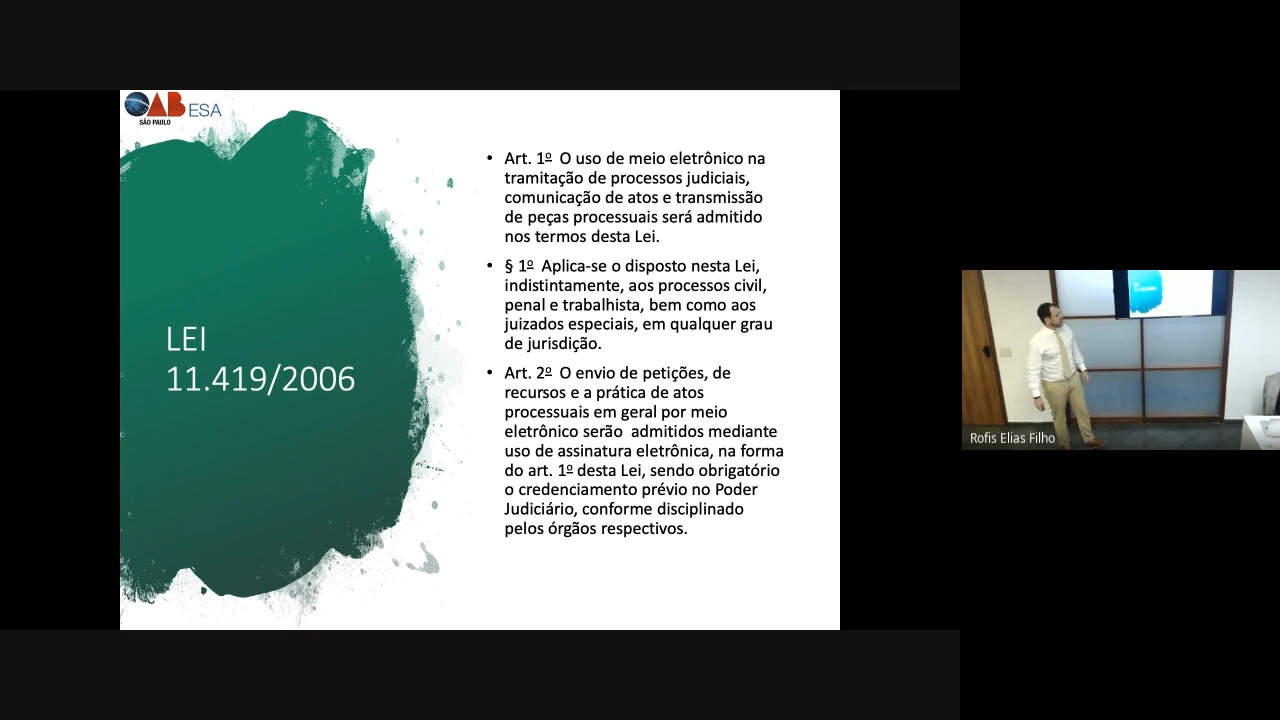 OAB ESA
SÃO PAULO
LEI
11.419/2006
• Art. 1º O uso de meio eletrônico na
tramitação de processos judiciais,
comunicação de atos e transmissão
de peças processuais será admitido
nos termos desta Lei.
• § 1º Aplica-se o disposto nesta Lei,
indistintamente, aos processos civil,
penal e trabalhista, bem como aos
juizados especiais, em qualquer grau
de jurisdição.
• Art. 2º O envio de petições, de
recursos e a prática de atos
processuais em geral por meio
eletrônico serão  admitidos mediante
uso de assinatura eletrônica, na forma
do art. 1º desta Lei, sendo obrigatório
o credenciamento prévio no Poder
Judiciário, conforme disciplinado
pelos órgãos respectivos.
Rofis Elias Filho